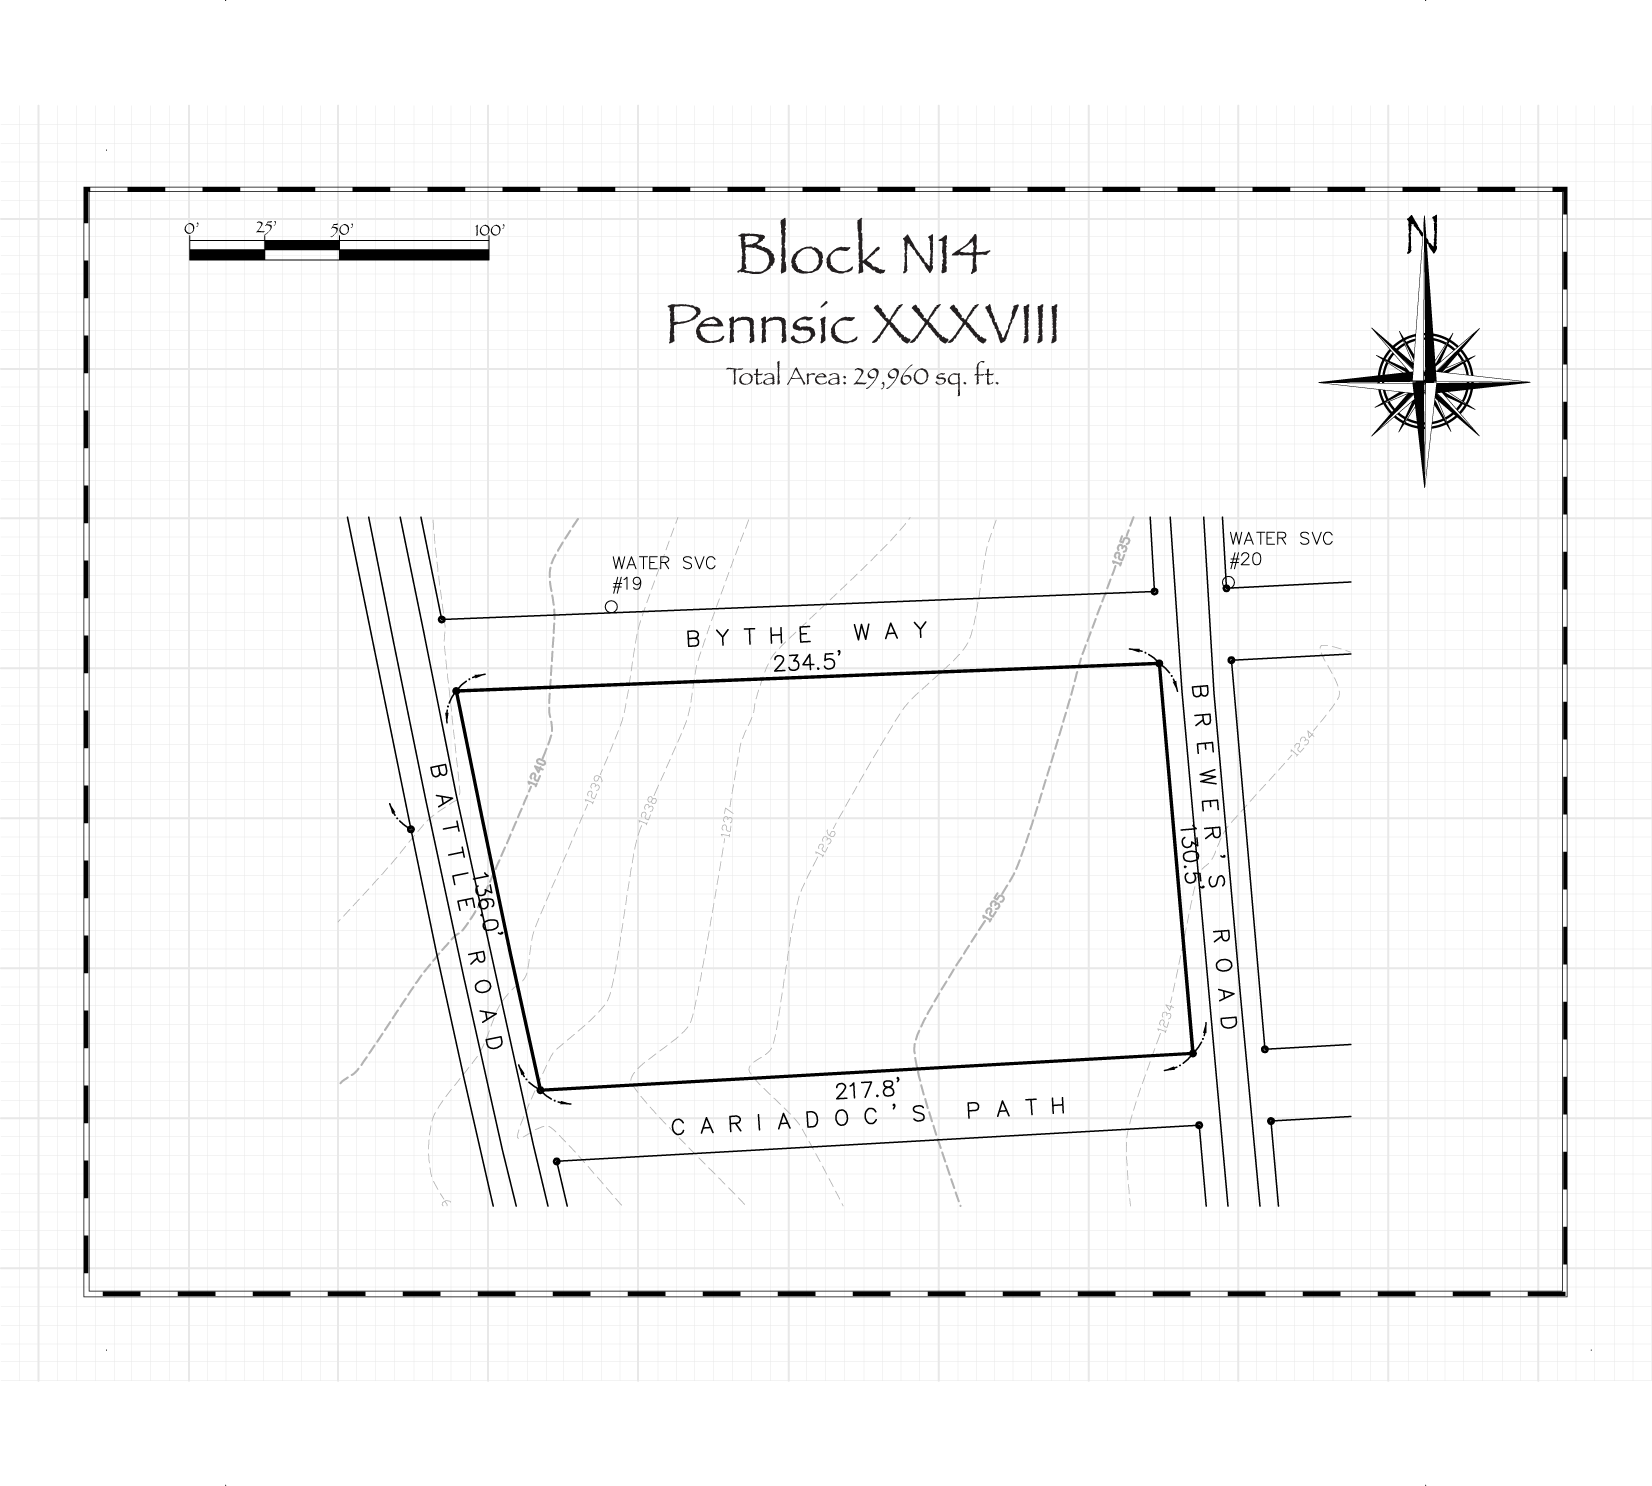 0' 25' 50' 100'
Block N14
Pennsic XXXVIII
Total Area: 29,960 sq. ft.
N
WATER SVC
#19
WATER SVC
#20
1235
BYTHE WAY
234.5'
1240
1239
1238
1237
1236
1235
1234
1234
BATTLE ROAD
136.0'
BREWER'S ROAD
130.5'
217.8'
CARIADOC'S PATH